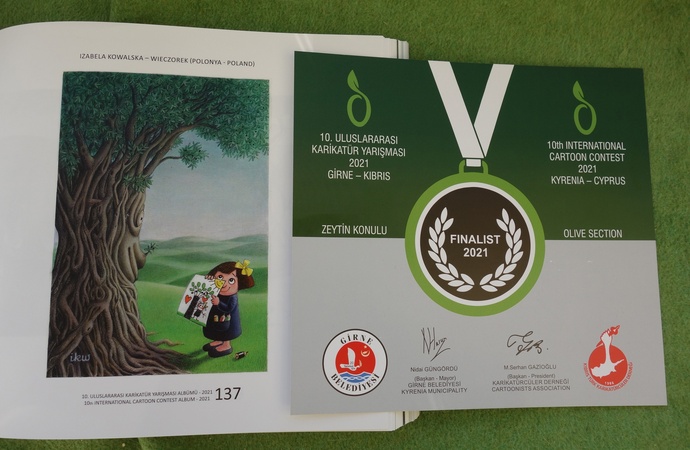 IZABELA KOWALSKA – WIECZOREK (POLONYA - POLAND)
ikw
10. ULUSLARARASI KARİKATÜR YARIŞMASI ALBÜMÜ - 2021
10th INTERNATIONAL CARTOON CONTEST ALBUM - 2021
137
10. ULUSLARARASI
KARİKATÜR YARIŞMASI
2021
GİRNE – KIBRIS
10th INTERNATIONAL
CARTOON CONTEST
2021
KYRENIA – CYPRUS
ZEYTİN KONULU
OLIVE SECTION
FINALIST
2021
GİRNE
BELEDİYESİ
Nidai GÜNGÖRDÜ
(Başkan - Mayor)
GİRNE BELEDİYESİ
KYRENIA MUNICIPALITY
M.Serhan GAZİOĞLU
(Başkan - President)
KARİKATÜRCÜLER DERNEĞİ
CARTOONISTS ASSOCIATION